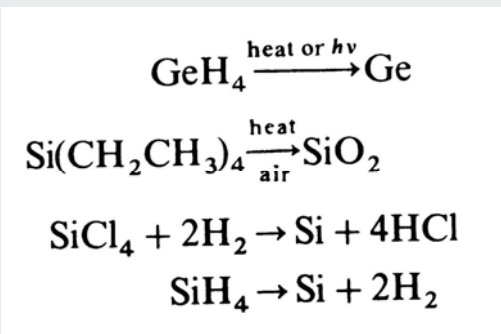 GeH₄ heat or hν → Ge
Si(CH₂CH₃)₄ heat air → SiO₂
SiCl₄ + 2H₂ → Si + 4HCl
SiH₄ → Si + 2H₂